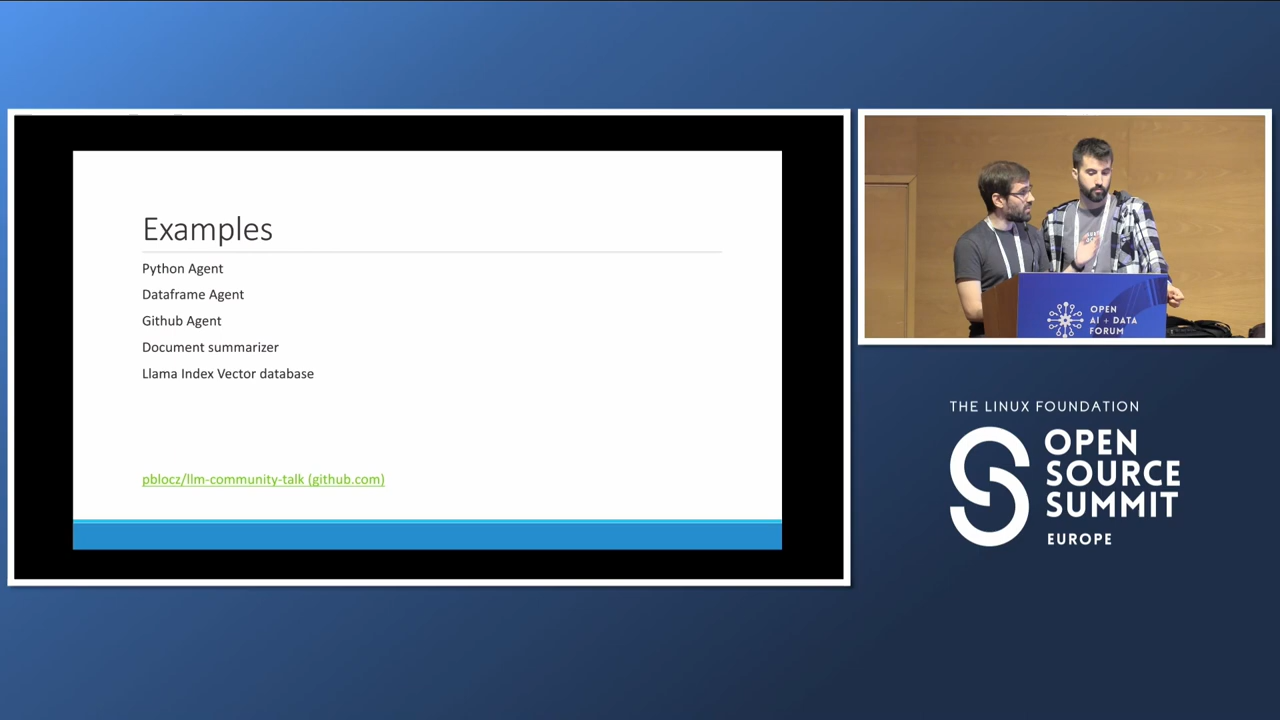 Examples
Python Agent
Dataframe Agent
Github Agent
Document summarizer
Llama Index Vector database
pblocz/llm-community-talk (github.com)
OPEN
AI + DATA
FORUM
THE LINUX FOUNDATION
OPEN
SOURCE
SUMMIT
EUROPE